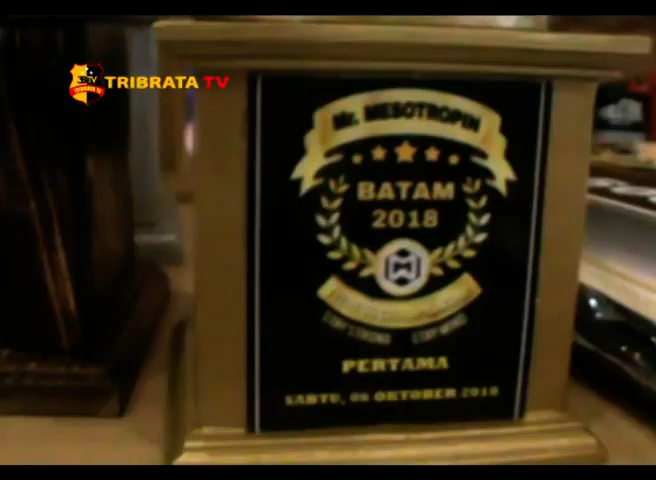 TRIBRATA TV
Mr. MESOTROPIN
BATAM
2018
PERTAMA
SABTU, 06 OKTOBER 2018